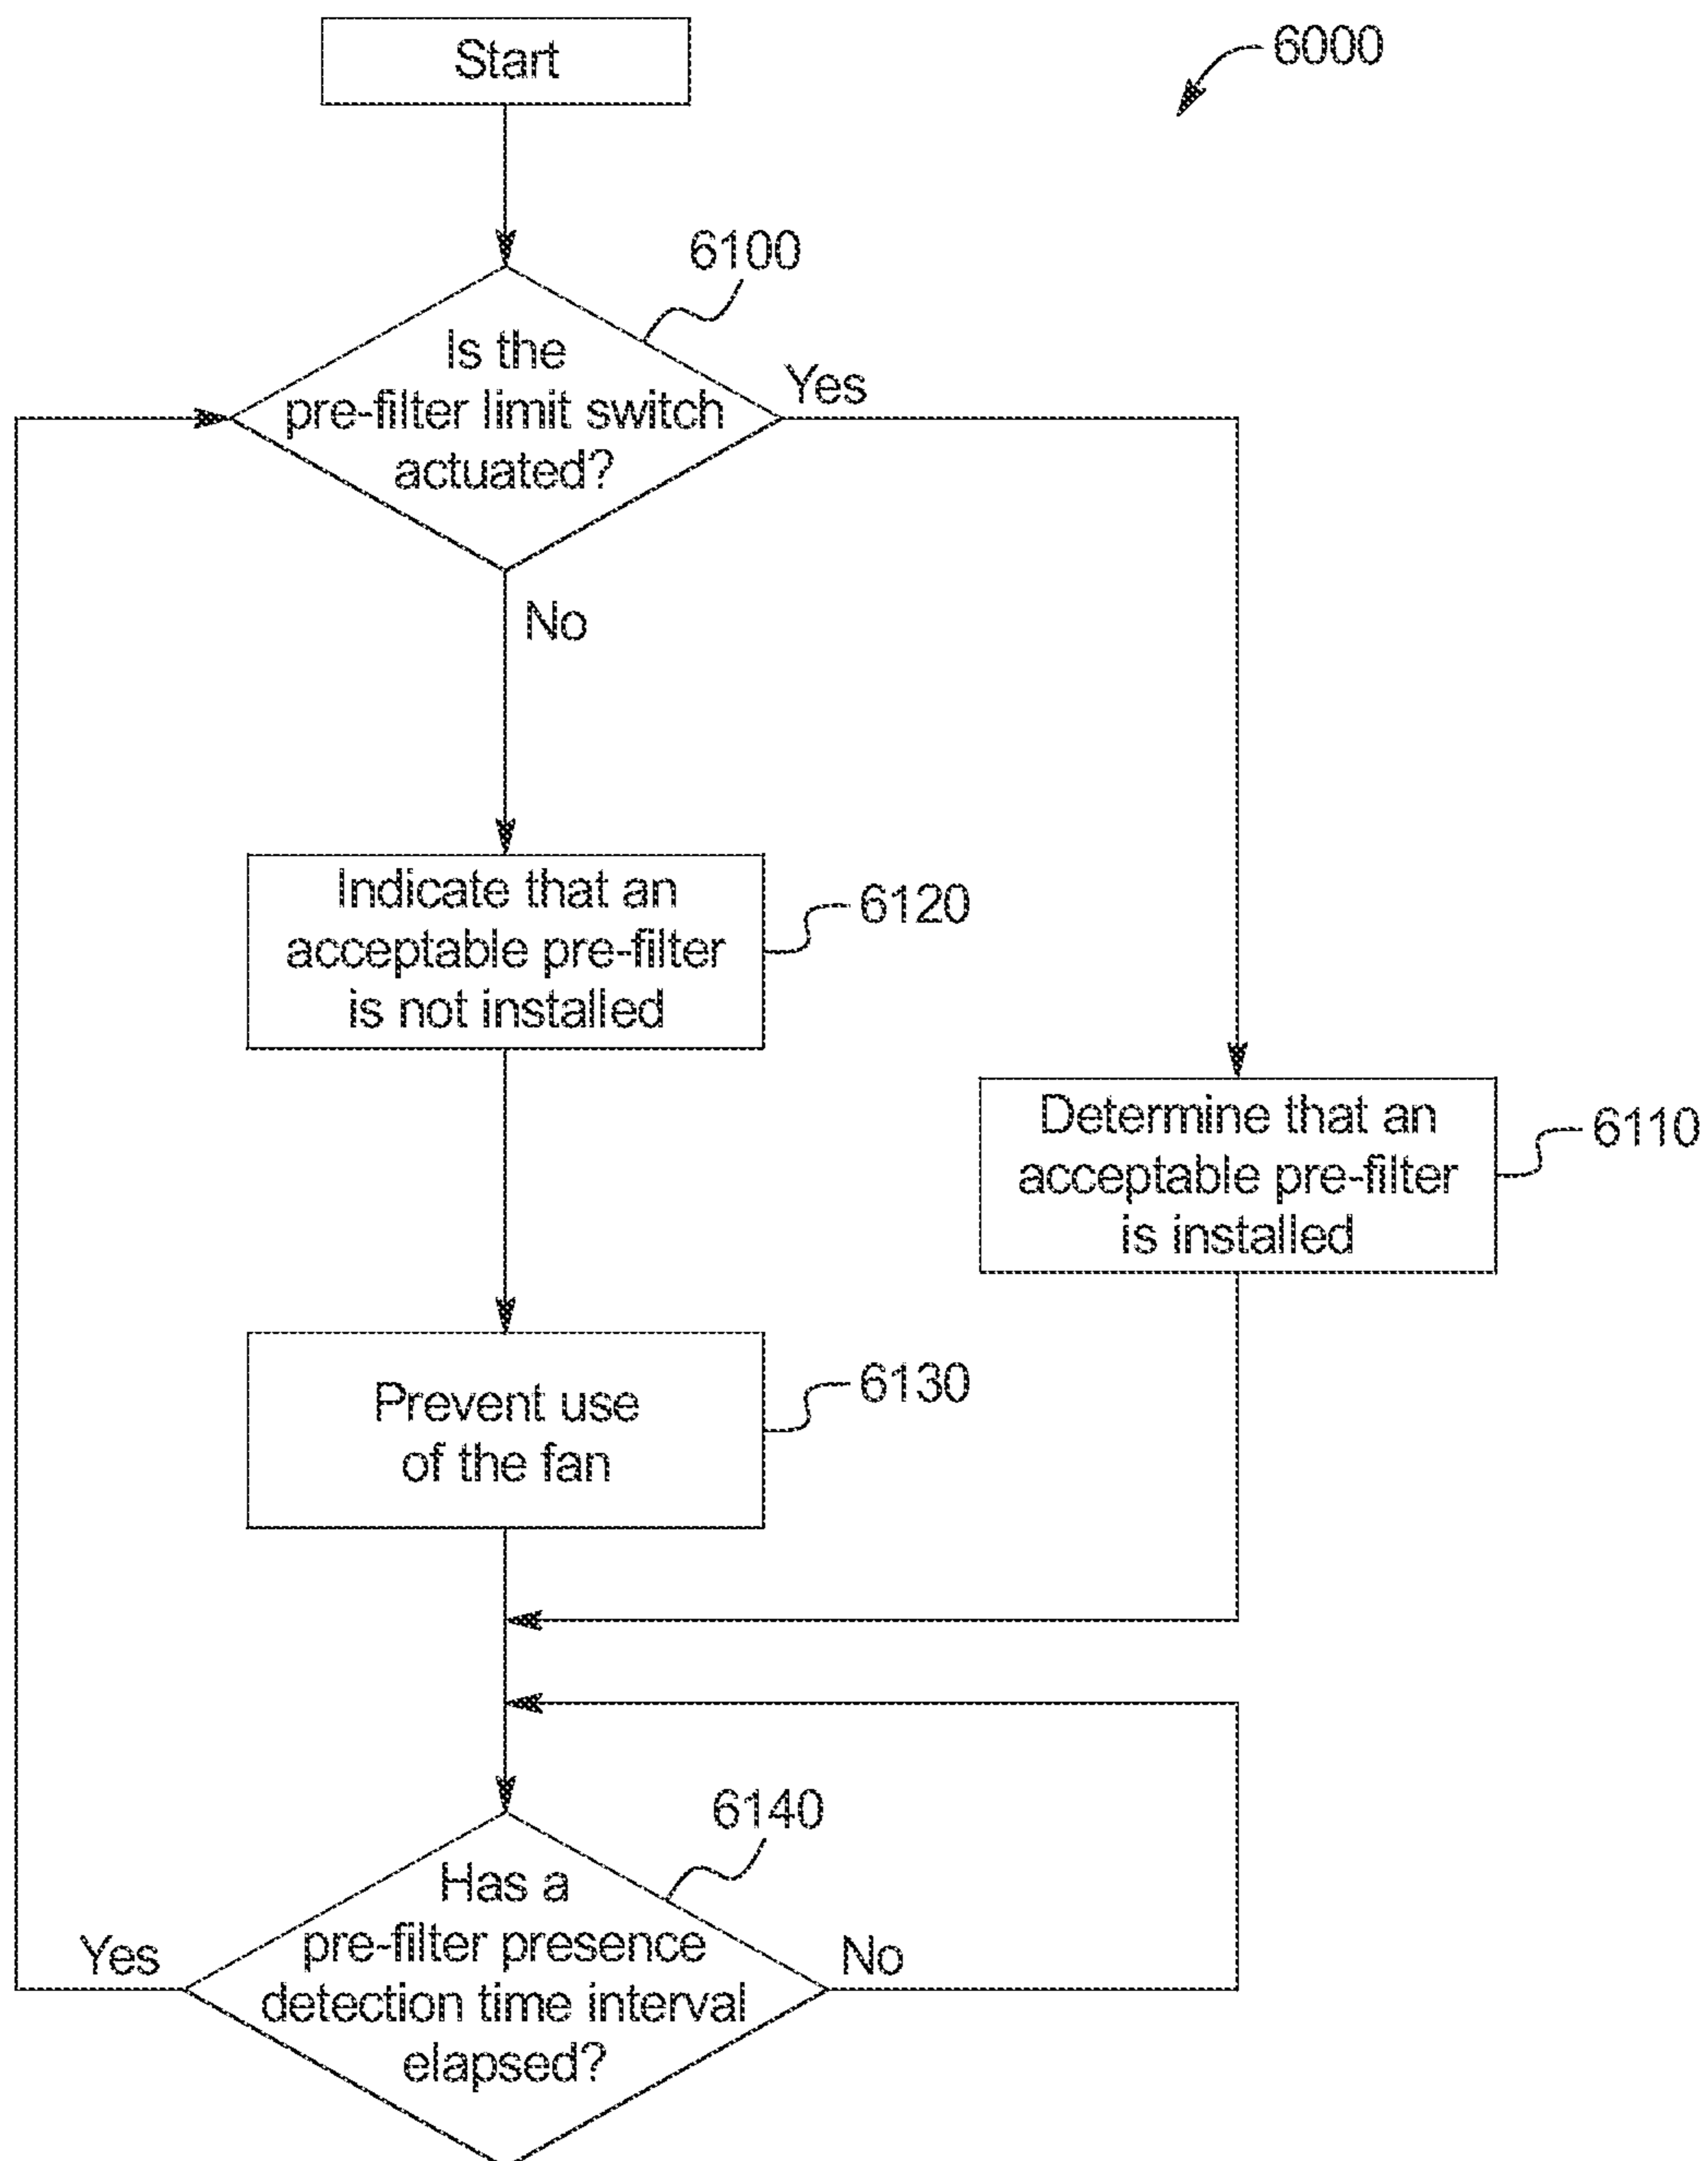 Start
6000
6100
Is the
pre-filter limit switch
actuated?
Yes
No
Indicate that an
acceptable pre-filter
is not installed
6120
Determine that an
acceptable pre-filter
is installed
6110
Prevent use
of the fan
6130
6140
Has a
pre-filter presence
detection time interval
elapsed?
Yes
No